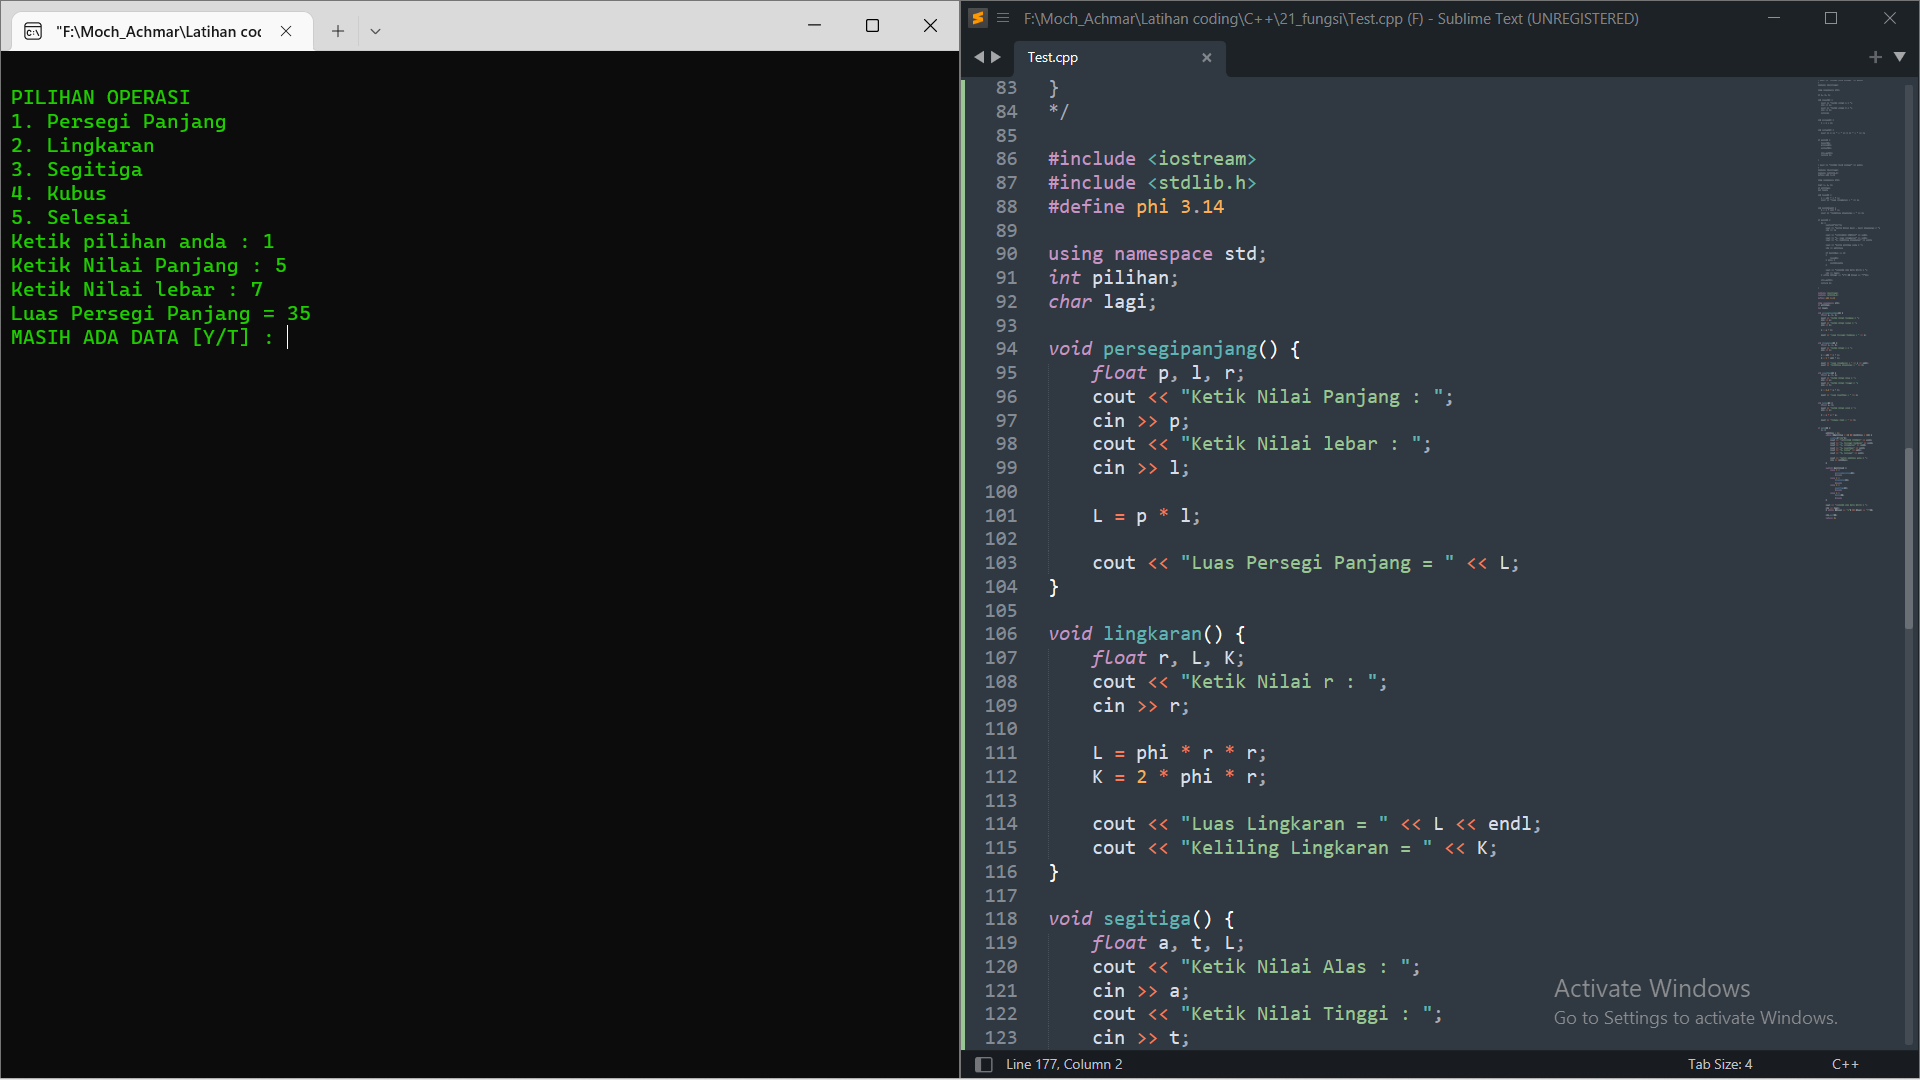 "F:\Moch_Achmar\Latihan coc
PILIHAN OPERASI
1. Persegi Panjang
2. Lingkaran
3. Segitiga
4. Kubus
5. Selesai
Ketik pilihan anda : 1
Ketik Nilai Panjang : 5
Ketik Nilai lebar : 7
Luas Persegi Panjang = 35
MASIH ADA DATA [Y/T] :
F:\Moch_Achmar\Latihan coding\C++\21_fungsi\Test.cpp (F) - Sublime Text (UNREGISTERED)
Test.cpp
83 }
84 */
85
86 #include <iostream>
87 #include <stdlib.h>
88 #define phi 3.14
89
90 using namespace std;
91 int pilihan;
92 char lagi;
93
94 void persegipanjang() {
95     float p, l, r;
96     cout << "Ketik Nilai Panjang : ";
97     cin >> p;
98     cout << "Ketik Nilai lebar : ";
99     cin >> l;
100
101     L = p * l;
102
103     cout << "Luas Persegi Panjang = " << L;
104 }
105
106 void lingkaran() {
107     float r, L, K;
108     cout << "Ketik Nilai r : ";
109     cin >> r;
110
111     L = phi * r * r;
112     K = 2 * phi * r;
113
114     cout << "Luas Lingkaran = " << L << endl;
115     cout << "Keliling Lingkaran = " << K;
116 }
117
118 void segitiga() {
119     float a, t, L;
120     cout << "Ketik Nilai Alas : ";
121     cin >> a;
122     cout << "Ketik Nilai Tinggi : ";
123     cin >> t;
Activate Windows
Go to Settings to activate Windows.
Line 177, Column 2
Tab Size: 4
C++